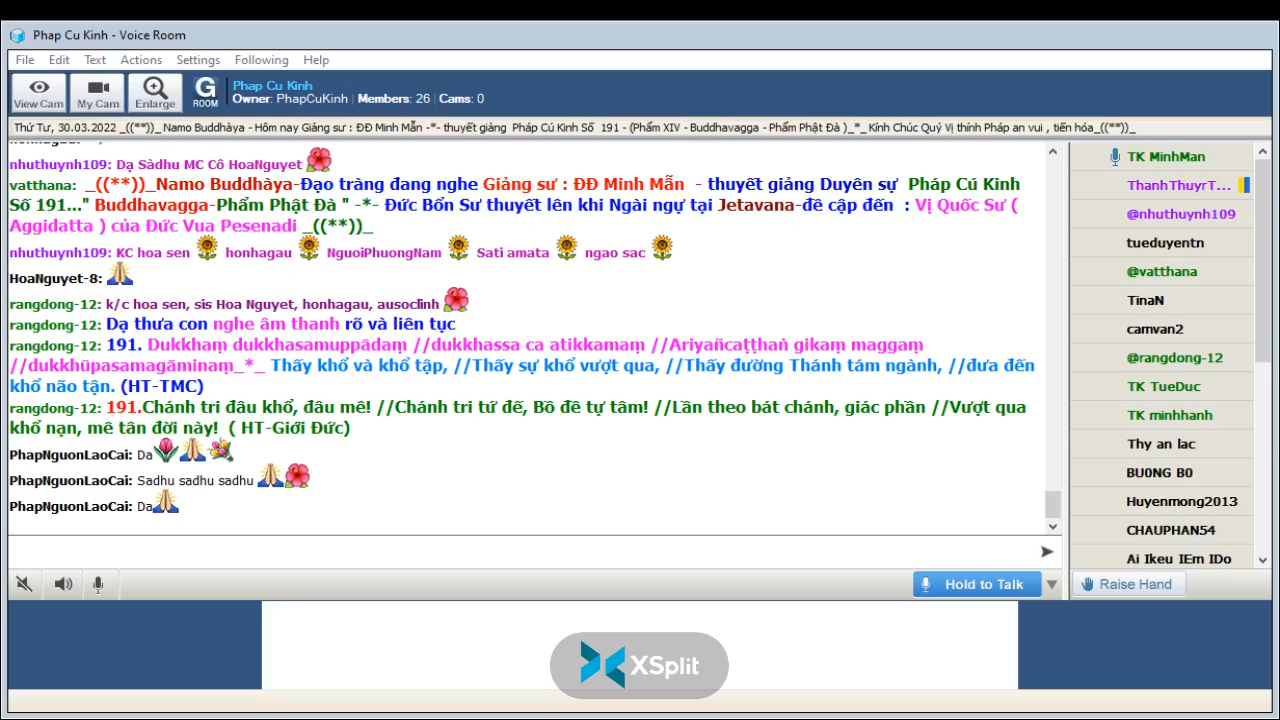 Phap Cu Kinh - Voice Room
File Edit Text Actions Settings Following Help
View Cam My Cam Enlarge G ROOM
Phap Cu Kinh
Owner: PhapCuKinh | Members: 26 | Cams: 0
Thứ Tư, 30.03.2022 _((**))_ Namo Buddhàya - Hôm nay Giảng sư : ĐĐ Minh Mẫn -*- thuyết giảng Pháp Cú Kinh Số 191 - (Phẩm XIV - Buddhavagga - Phẩm Phật Đà )_*_ Kính Chúc Quý Vị thính Pháp an vui , tiến hóa_((**))_
nhuthuynh109: Dạ Sàdhu MC Cô HoaNguyet
vatthana: _((**))_Namo Buddhàya-Đạo tràng đang nghe Giảng sư : ĐĐ Minh Mẫn - thuyết giảng Duyên sự Pháp Cú Kinh
Số 191..." Buddhavagga-Phẩm Phật Đà " -*- Đức Bổn Sư thuyết lên khi Ngài ngự tại Jetavana-đề cập đến : Vị Quốc Sư (
Aggidatta ) của Đức Vua Pesenadi _((**))_
nhuthuynh109: KC hoa sen honhagau NguoiPhuongNam Sati amata ngao sac
HoaNguyet-8:
rangdong-12: k/c hoa sen, sis Hoa Nguyet, honhagau, ausoclinh
rangdong-12: Dạ thưa con nghe âm thanh rõ và liên tục
rangdong-12: 191. Dukkhaṃ dukkhasamuppādaṃ //dukkhassa ca atikkamaṃ //Ariyañcaṭṭhaṅ gikaṃ maggaṃ
//dukkhūpasamagāminaṃ_*_ Thấy khổ và khổ tập, //Thấy sự khổ vượt qua, //Thấy đường Thánh tám ngành, //đưa đến
khổ não tận. (HT-TMC)
rangdong-12: 191.Chánh tri đâu khổ, đâu mê! //Chánh tri tứ đế, Bồ đề tự tâm! //Lần theo bát chánh, giác phần //Vượt qua
khổ nạn, mê tân đời này! ( HT-Giới Đức)
PhapNguonLaoCai: Da
PhapNguonLaoCai: Sadhu sadhu sadhu
PhapNguonLaoCai: Da
TK MinhMan
ThanhThuyrT...
@nhuthuynh109
tueduyentn
@vatthana
TinaN
camvan2
@rangdong-12
TK TueDuc
TK minhhanh
Thy an lac
BU0NG B0
Huyenmong2013
CHAUPHAN54
Ai Ikeu IEm IDo
Hold to Talk
Raise Hand
XSplit